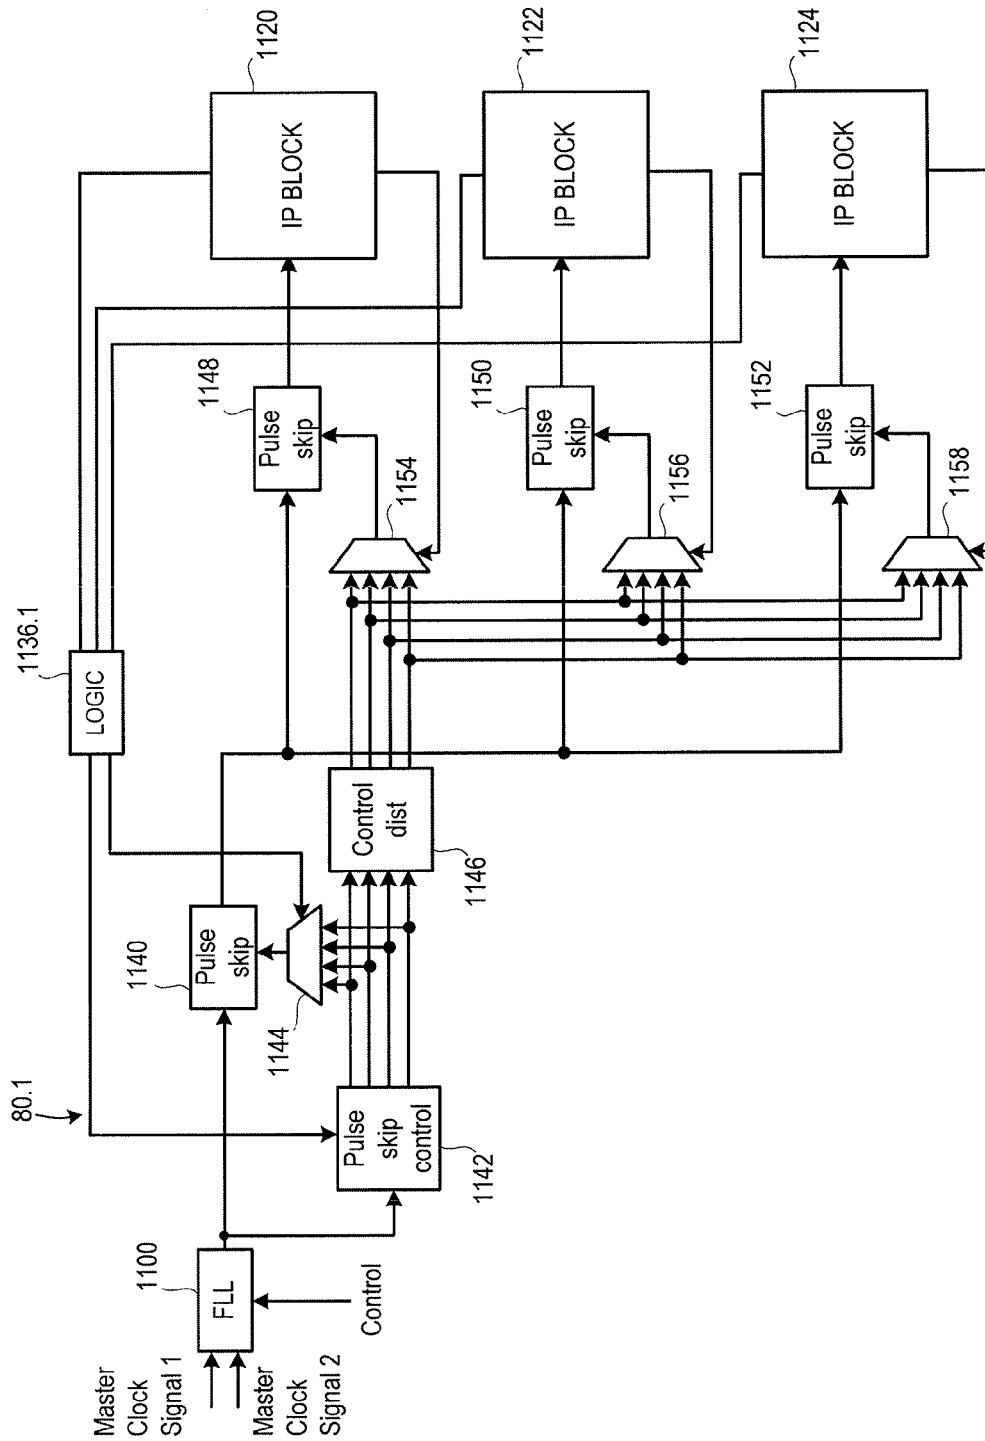 Master
Clock
Signal 1
Master
Clock
Signal 2
FLL
1100
Control
80.1
Pulse
skip
1140
1144
Pulse
skip
control
1142
Control
dist
1146
LOGIC
1136.1
Pulse
skip
1148
1154
IP BLOCK
1120
Pulse
skip
1150
1156
IP BLOCK
1122
Pulse
skip
1152
1158
IP BLOCK
1124